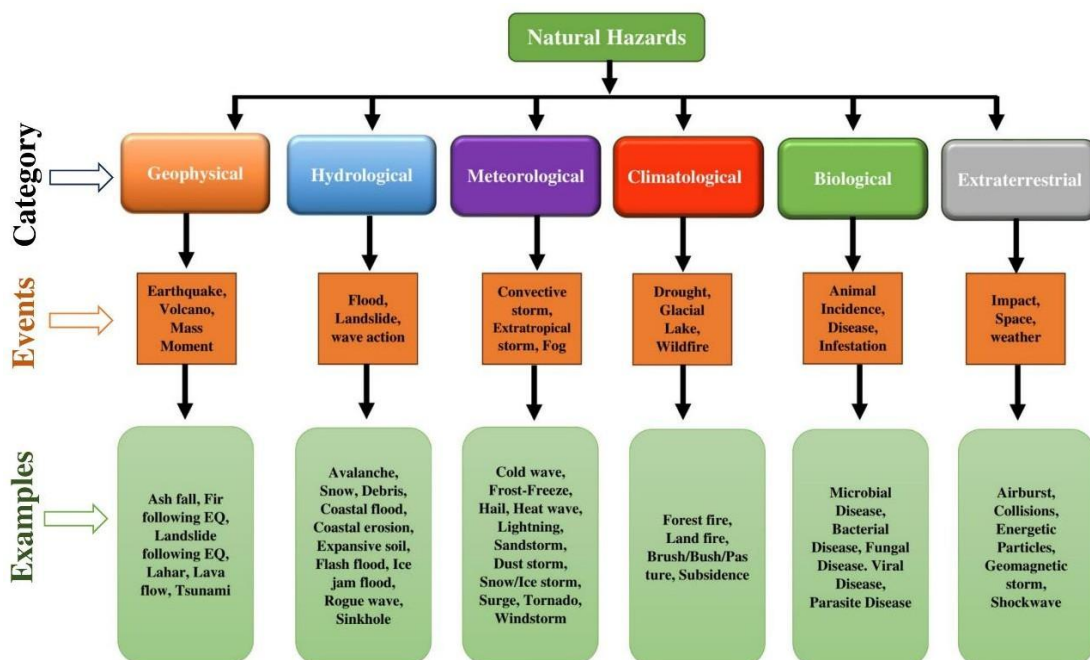 Natural Hazards
Category
Geophysical
Hydrological
Meteorological
Climatological
Biological
Extraterrestrial
Events
Earthquake,
Volcano,
Mass
Moment
Flood,
Landslide,
wave action
Convective
storm,
Extratropical
storm, Fog
Drought,
Glacial
Lake,
Wildfire
Animal
Incidence,
Disease,
Infestation
Impact,
Space,
weather
Examples
Ash fall, Fir
following EQ,
Landslide
following EQ,
Lahar, Lava
flow, Tsunami
Avalanche,
Snow, Debris,
Coastal flood,
Coastal erosion,
Expansive soil,
Flash flood, Ice
jam flood,
Rogue wave,
Sinkhole
Cold wave,
Frost-Freeze,
Hail, Heat wave,
Lightning,
Sandstorm,
Dust storm,
Snow/Ice storm,
Surge, Tornado,
Windstorm
Forest fire,
Land fire,
Brush/Bush/Pas
ture, Subsidence
Microbial
Disease,
Bacterial
Disease, Fungal
Disease. Viral
Disease,
Parasite Disease
Airburst,
Collisions,
Energetic
Particles,
Geomagnetic
storm,
Shockwave